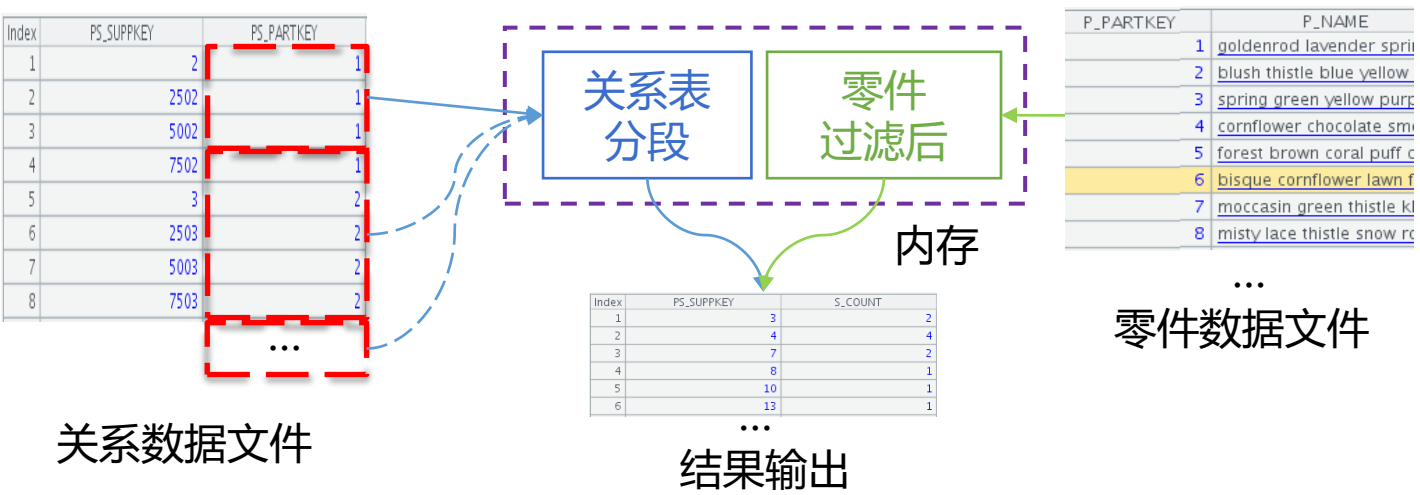 Index PS_SUPPKEY PS_PARTKEY
1 2 1
2 2502 1
3 5002 1
4 7502 1
5 3 2
6 2503 2
7 5003 2
8 7503 2
...
关系数据文件
关系表
分段
零件
过滤后
内存
Index PS_SUPPKEY S_COUNT
1 3 2
2 4 4
3 7 2
4 8 1
5 10 1
6 13 1
...
结果输出
P_PARTKEY P_NAME
1 goldenrod lavender
2 blush thistle blue yellow
3 spring green yellow
4 cornflower chocolate
5 forest brown coral puff
6 bisque cornflower lawn
7 moccasin green thistle
8 misty lace thistle snow
...
零件数据文件